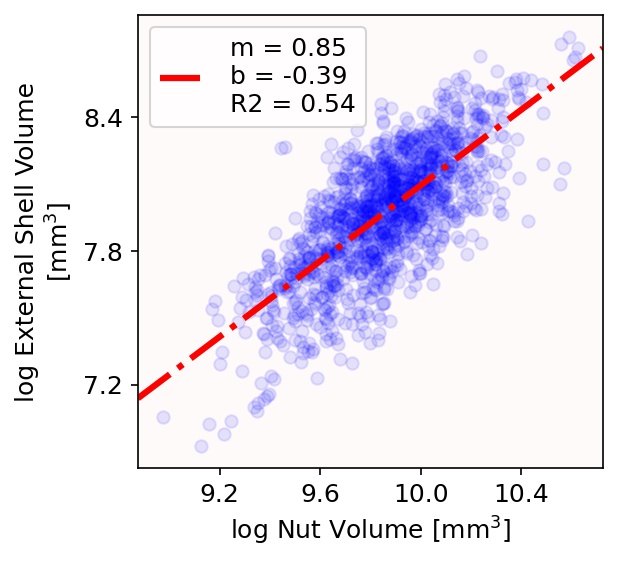 m = 0.85
b = -0.39
R2 = 0.54
log External Shell Volume
[mm³]
8.4
7.8
7.2
9.2 9.6 10.0 10.4
log Nut Volume [mm³]